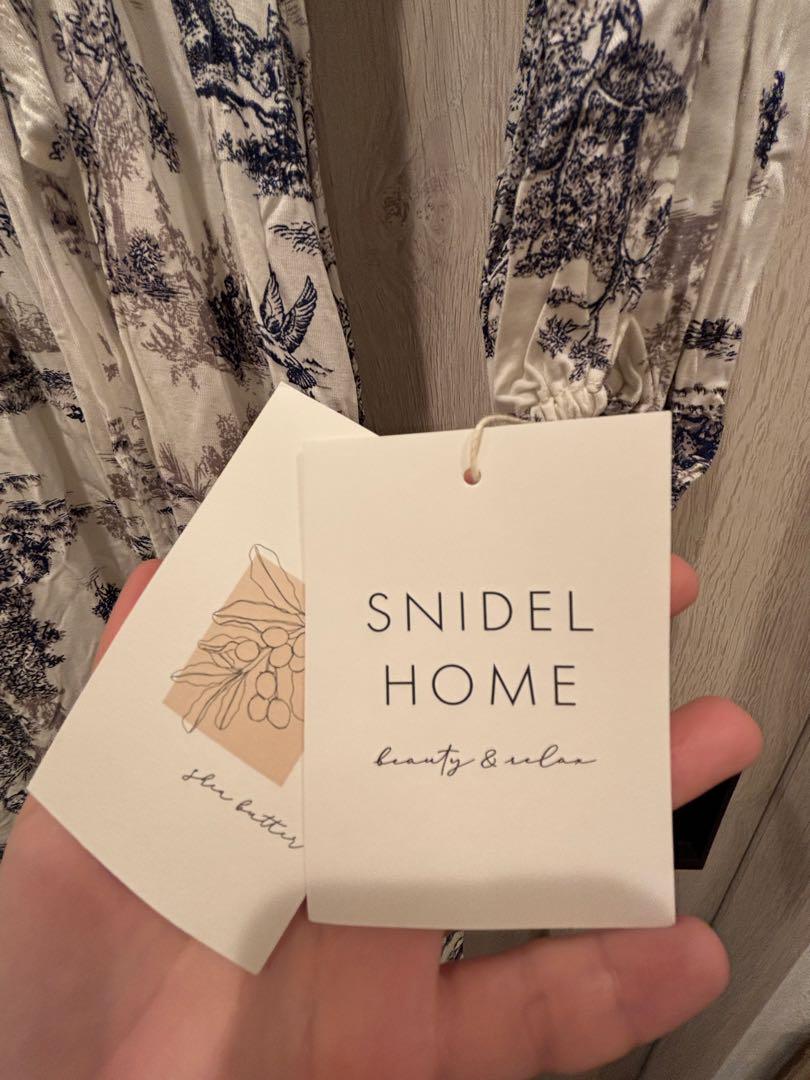 SNIDEL
HOME
beauty & relax
shea butter